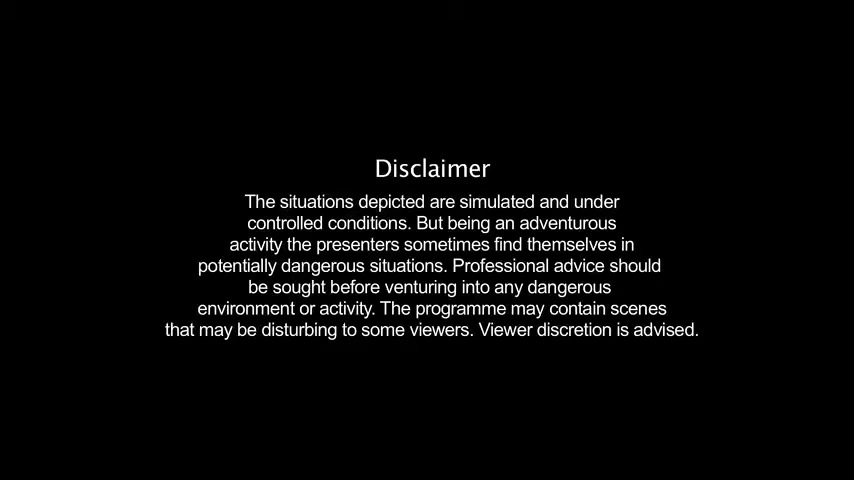 Disclaimer
The situations depicted are simulated and under
controlled conditions. But being an adventurous
activity the presenters sometimes find themselves in
potentially dangerous situations. Professional advice should
be sought before venturing into any dangerous
environment or activity. The programme may contain scenes
that may be disturbing to some viewers. Viewer discretion is advised.